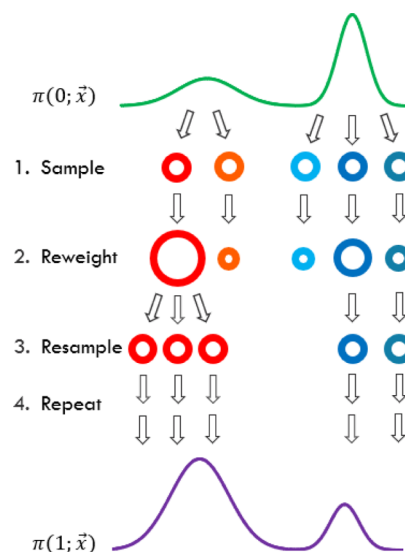 π(0; x⃗)
1. Sample
2. Reweight
3. Resample
4. Repeat
π(1; x⃗)